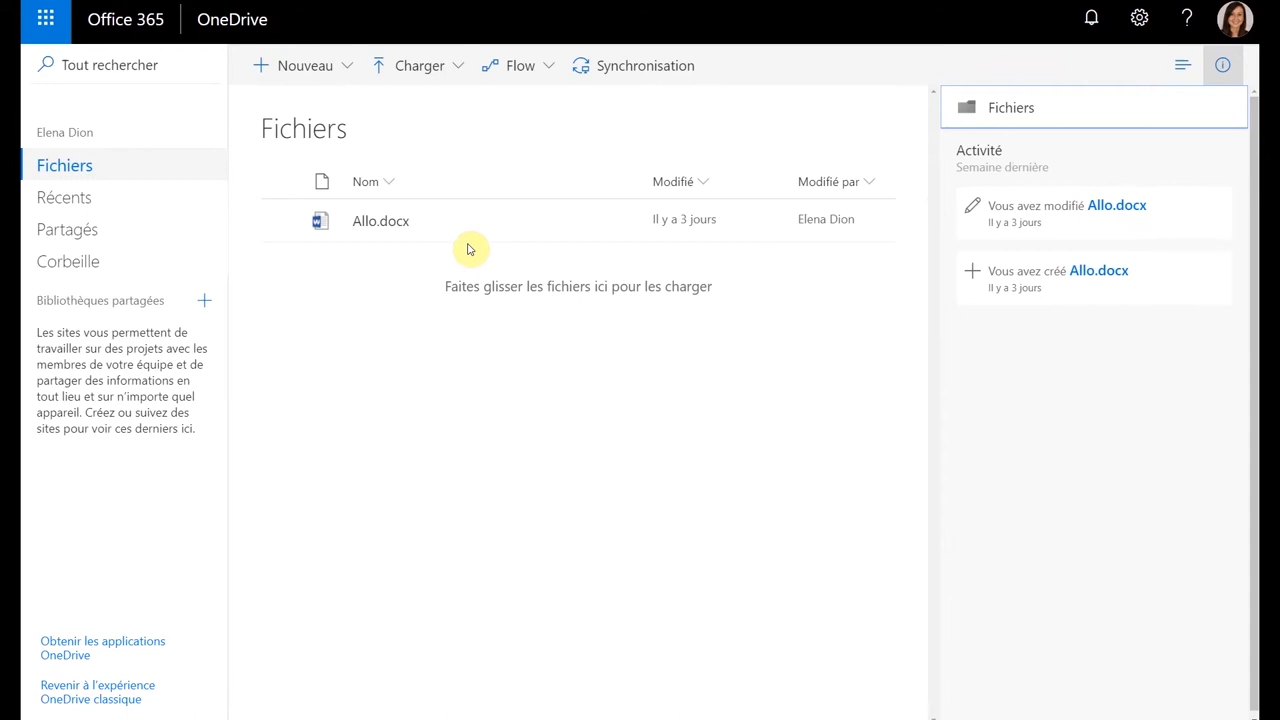 Office 365
OneDrive
Tout rechercher
Nouveau
Charger
Flow
Synchronisation
Elena Dion
Fichiers
Récents
Partagés
Corbeille
Bibliothèques partagées
Les sites vous permettent de
travailler sur des projets avec les
membres de votre équipe et de
partager des informations en
tout lieu et sur n'importe quel
appareil. Créez ou suivez des
sites pour voir ces derniers ici.
Obtenir les applications
OneDrive
Revenir à l'expérience
OneDrive classique
Fichiers
Nom
Modifié
Modifié par
Allo.docx
Il y a 3 jours
Elena Dion
Faites glisser les fichiers ici pour les charger
Fichiers
Activité
Semaine dernière
Vous avez modifié Allo.docx
Il y a 3 jours
Vous avez créé Allo.docx
Il y a 3 jours